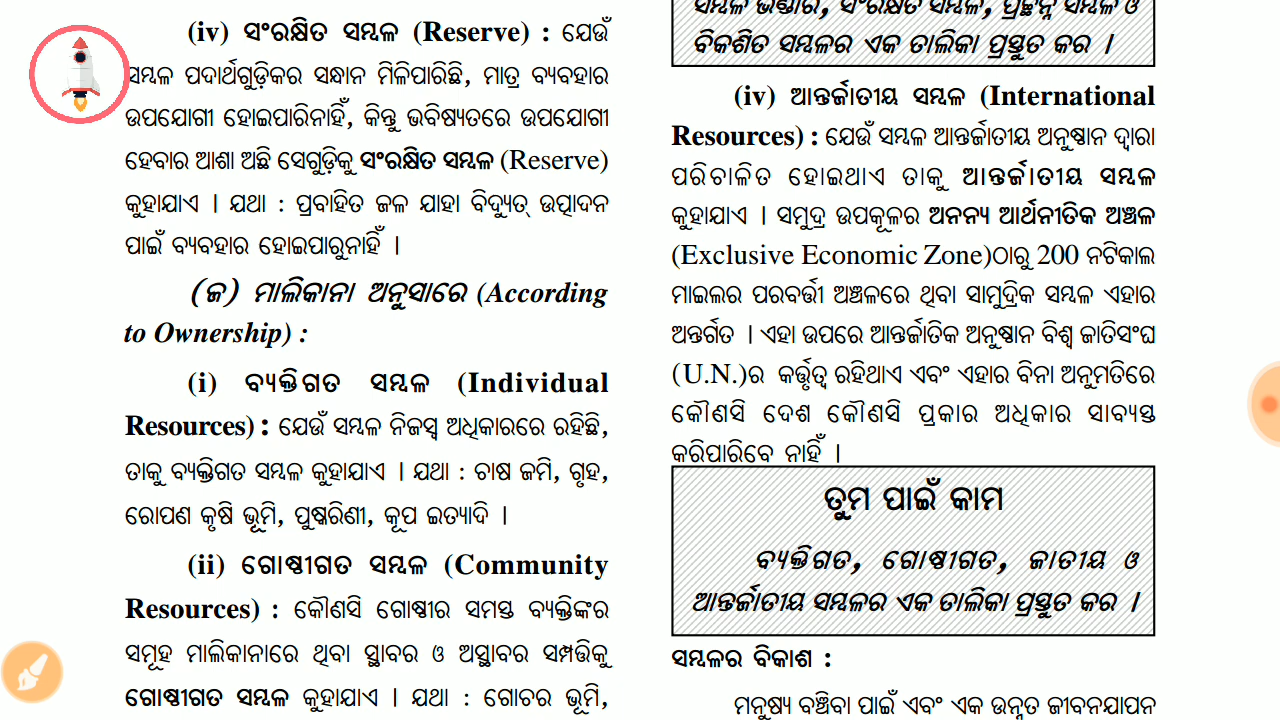 (iv) ସଂରକ୍ଷିତ ସମ୍ବଳ (Reserve) : ଯେଉଁ
ସମ୍ବଳ ପଦାର୍ଥଗୁଡ଼ିକର ସନ୍ଧାନ ମିଳିପାରିଛି, ମାତ୍ର ବ୍ୟବହାର
ଉପଯୋଗୀ ହୋଇପାରିନାହିଁ, କିନ୍ତୁ ଭବିଷ୍ୟତରେ ଉପଯୋଗୀ
ହେବାର ଆଶା ଅଛି ସେଗୁଡ଼ିକୁ ସଂରକ୍ଷିତ ସମ୍ବଳ (Reserve)
କୁହାଯାଏ । ଯଥା : ପ୍ରବାହିତ ଜଳ ଯାହା ବିଦ୍ୟୁତ୍ ଉତ୍ପାଦନ
ପାଇଁ ବ୍ୟବହାର ହୋଇପାରୁନାହିଁ ।
(ଜ) ମାଲିକାନା ଅନୁସାରେ (According
to Ownership) :
(i) ବ୍ୟକ୍ତିଗତ ସମ୍ବଳ (Individual
Resources) : ଯେଉଁ ସମ୍ବଳ ନିଜସ୍ୱ ଅଧିକାରରେ ରହିଛି,
ତାକୁ ବ୍ୟକ୍ତିଗତ ସମ୍ବଳ କୁହାଯାଏ । ଯଥା : ଚାଷ ଜମି, ଗୃହ,
ରୋପଣ କୃଷି ଭୂମି, ପୁଷ୍କରିଣୀ, କୂପ ଇତ୍ୟାଦି ।
(ii) ଗୋଷ୍ଠୀଗତ ସମ୍ବଳ (Community
Resources) : କୌଣସି ଗୋଷ୍ଠୀର ସମସ୍ତ ବ୍ୟକ୍ତିଙ୍କର
ସମୂହ ମାଲିକାନାରେ ଥିବା ସ୍ଥାବର ଓ ଅସ୍ଥାବର ସମ୍ପତ୍ତିକୁ
ଗୋଷ୍ଠୀଗତ ସମ୍ବଳ କୁହାଯାଏ । ଯଥା : ଗୋଚର ଭୂମି,
ସମ୍ବଳ ଭଣ୍ଡାର, ସଂରକ୍ଷିତ ସମ୍ବଳ, ପ୍ରଚ୍ଛନ୍ନ ସମ୍ବଳ ଓ
ବିକଶିତ ସମ୍ବଳର ଏକ ତାଲିକା ପ୍ରସ୍ତୁତ କର ।
(iv) ଆନ୍ତର୍ଜାତୀୟ ସମ୍ବଳ (International
Resources) : ଯେଉଁ ସମ୍ବଳ ଆନ୍ତର୍ଜାତୀୟ ଅନୁଷ୍ଠାନ ଦ୍ୱାରା
ପରିଚାଳିତ ହୋଇଥାଏ ତାକୁ ଆନ୍ତର୍ଜାତୀୟ ସମ୍ବଳ
କୁହାଯାଏ । ସମୁଦ୍ର ଉପକୂଳର ଅନନ୍ୟ ଆର୍ଥନୀତିକ ଅଞ୍ଚଳ
(Exclusive Economic Zone)ଠାରୁ 200 ନଟିକାଲ
ମାଇଲର ପରବର୍ତ୍ତୀ ଅଞ୍ଚଳରେ ଥିବା ସାମୁଦ୍ରିକ ସମ୍ବଳ ଏହାର
ଅନ୍ତର୍ଗତ । ଏହା ଉପରେ ଆନ୍ତର୍ଜାତିକ ଅନୁଷ୍ଠାନ ବିଶ୍ୱ ଜାତିସଂଘ
(U.N.)ର କର୍ତ୍ତୃତ୍ୱ ରହିଥାଏ ଏବଂ ଏହାର ବିନା ଅନୁମତିରେ
କୌଣସି ଦେଶ କୌଣସି ପ୍ରକାର ଅଧିକାର ସାବ୍ୟସ୍ତ
କରିପାରିବେ ନାହିଁ ।
ତୁମ ପାଇଁ କାମ
ବ୍ୟକ୍ତିଗତ, ଗୋଷ୍ଠୀଗତ, ଜାତୀୟ ଓ
ଆନ୍ତର୍ଜାତୀୟ ସମ୍ବଳର ଏକ ତାଲିକା ପ୍ରସ୍ତୁତ କର ।
ସମ୍ବଳର ବିକାଶ :
ମନୁଷ୍ୟ ବଞ୍ଚିବା ପାଇଁ ଏବଂ ଏକ ଉନ୍ନତ ଜୀବନଯାପନ